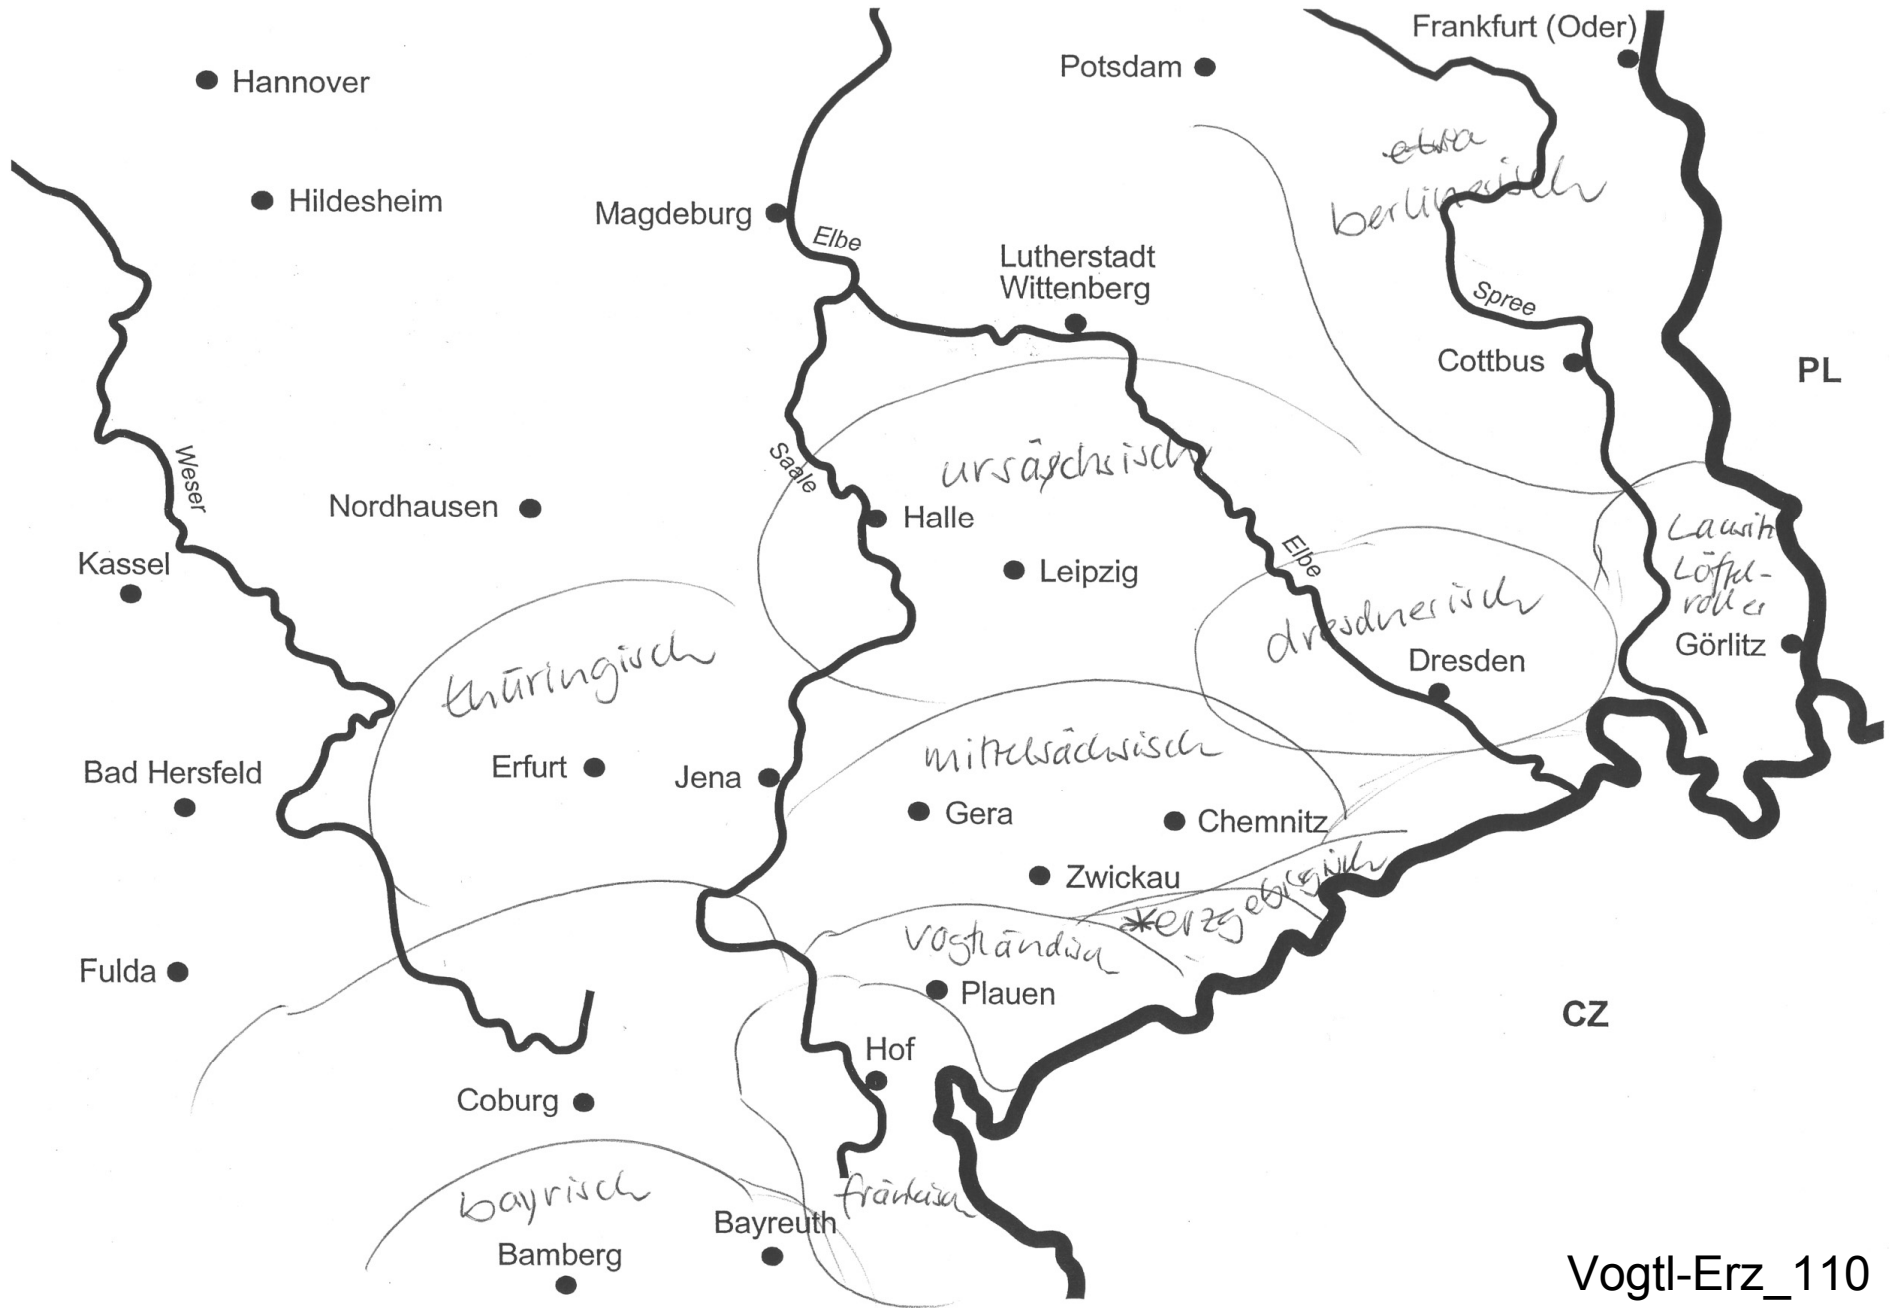 Frankfurt (Oder)
Potsdam
Hannover
etwa
berlinerisch
Hildesheim
Magdeburg
Elbe
Lutherstadt
Wittenberg
Spree
Cottbus
PL
Weser
Saale
ursächsisch
Nordhausen
Halle
Lausitz
Löffel-
roller
Kassel
Leipzig
Elbe
dresdnerisch
Görlitz
thüringisch
Dresden
mittelsächsisch
Bad Hersfeld
Erfurt
Jena
Gera
Chemnitz
Zwickau
*erzgebirgisch
vogtländisch
Fulda
Plauen
CZ
Hof
Coburg
bayrisch
fränkisch
Bayreuth
Bamberg
Vogtl-Erz_110